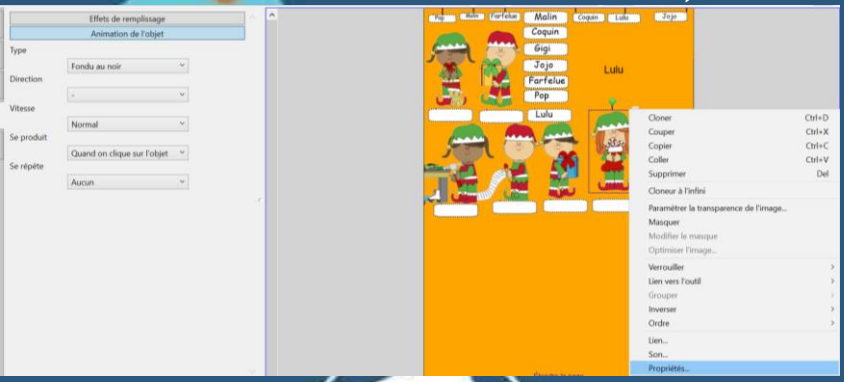 Effets de remplissage
Animation de l'objet
Type
Fondu au noir
Direction
-
Vitesse
Normal
Se produit
Quand on clique sur l'objet
Se répète
Aucun
Pop Malin Farfelue Malin Coquin Lulu Jojo
Coquin
Gigi
Jojo
Farfelue
Pop
Lulu
Lulu
Cloner Ctrl+D
Couper Ctrl+X
Copier Ctrl+C
Coller Ctrl+V
Supprimer Del
Cloneur à l'infini
Paramétrer la transparence de l'image...
Masquer
Modifier le masque
Optimiser l'image...
Verrouiller
Lien vers l'outil
Grouper
Inverser
Ordre
Lien...
Son...
Propriétés...